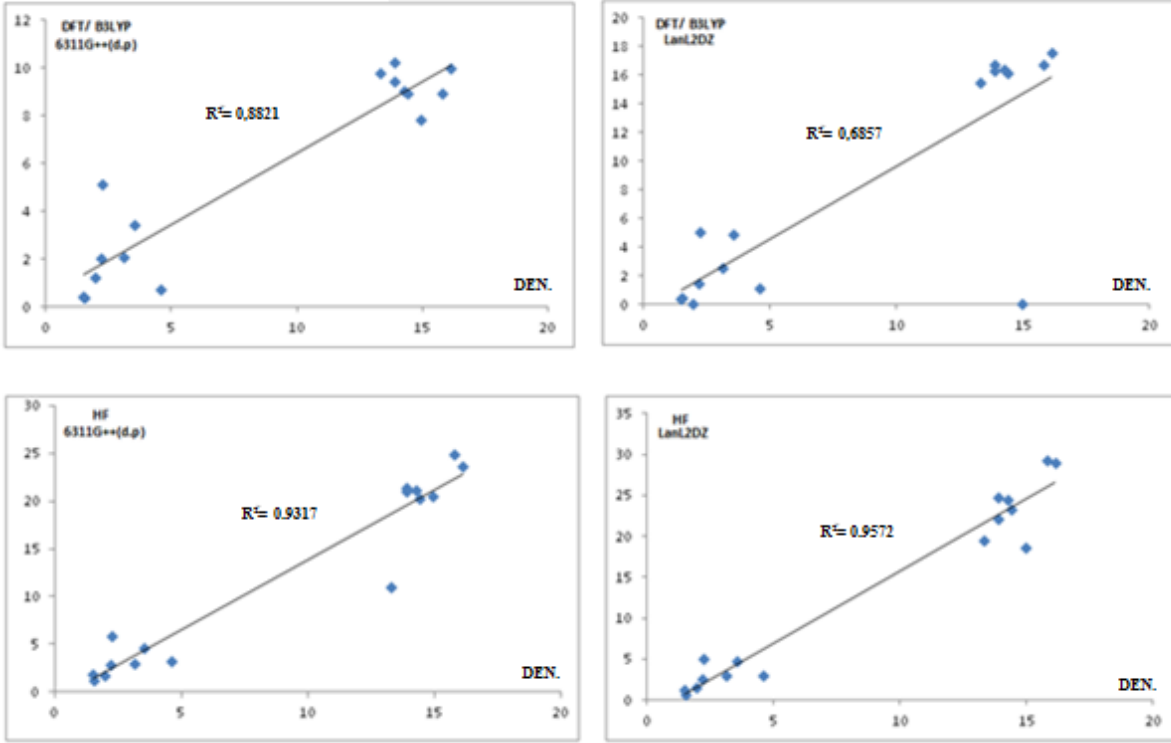 DFT/ B3LYP
6311G++(d.p)
12
10
8
6
4
2
0
R²= 0,8821
DEN.
0 5 10 15 20
DFT/ B3LYP
LanL2DZ
20
18
16
14
12
10
8
6
4
2
0
R²= 0,6857
DEN.
0 5 10 15 20
HF
6311G++(d.p)
30
25
20
15
10
5
0
R²= 0.9317
DEN.
0 5 10 15 20
HF
LanL2DZ
35
30
25
20
15
10
5
0
R²= 0.9572
DEN.
0 5 10 15 20